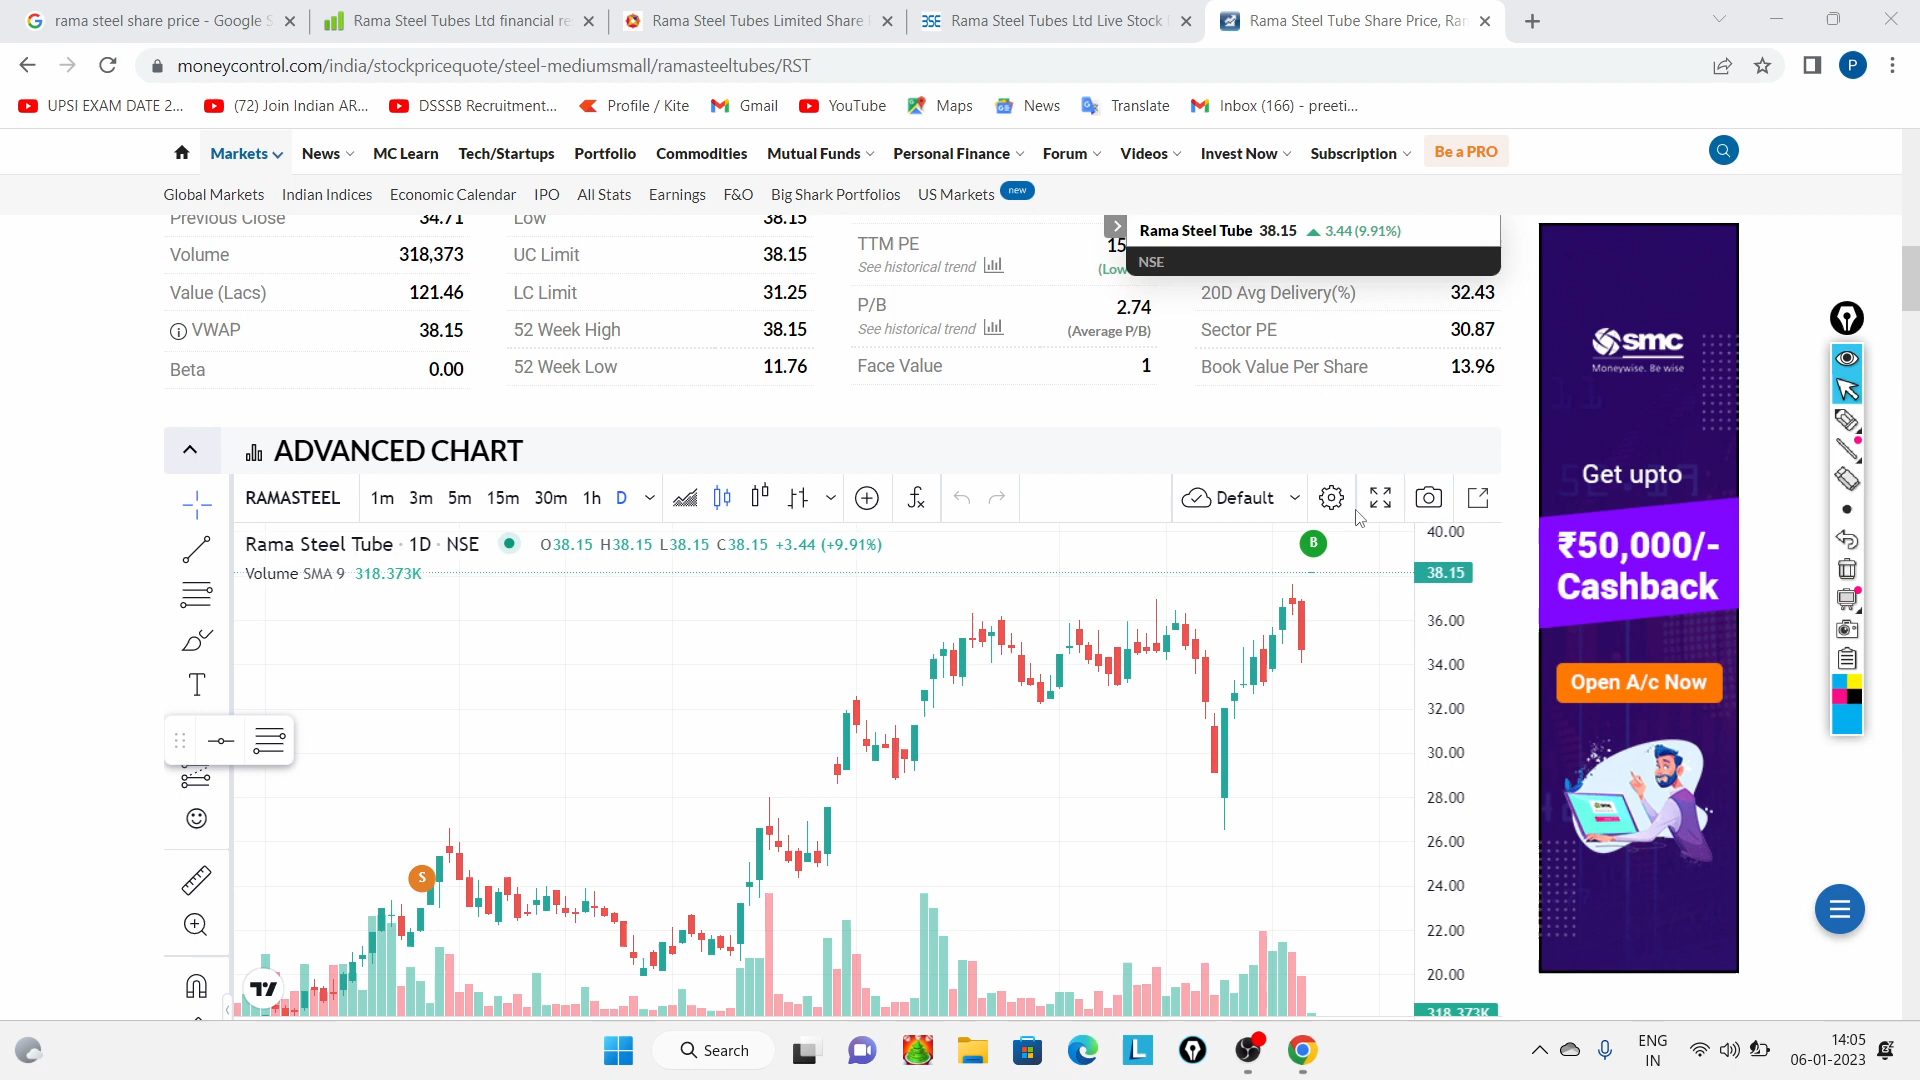 rama steel share price - Google S
Rama Steel Tubes Ltd financial re
Rama Steel Tubes Limited Share
BSE Rama Steel Tubes Ltd Live Stock
Rama Steel Tube Share Price, Ran
moneycontrol.com/india/stockpricequote/steel-mediumsmall/ramasteeltubes/RST
P
UPSI EXAM DATE 2...
(72) Join Indian AR...
DSSSB Recruitment...
Profile / Kite
Gmail
YouTube
Maps
News
Translate
Inbox (166) - preeti...
Markets
News
MC Learn
Tech/Startups
Portfolio
Commodities
Mutual Funds
Personal Finance
Forum
Videos
Invest Now
Subscription
Be a PRO
Global Markets
Indian Indices
Economic Calendar
IPO
All Stats
Earnings
F&O
Big Shark Portfolios
US Markets
new
Previous Close 34.71
Volume 318,373
Value (Lacs) 121.46
VWAP 38.15
Beta 0.00
Low 38.15
UC Limit 38.15
LC Limit 31.25
52 Week High 38.15
52 Week Low 11.76
TTM PE 15
See historical trend (Low
P/B 2.74
See historical trend (Average P/B)
Face Value 1
Rama Steel Tube 38.15 3.44 (9.91%)
NSE
20D Avg Delivery(%) 32.43
Sector PE 30.87
Book Value Per Share 13.96
ADVANCED CHART
RAMASTEEL 1m 3m 5m 15m 30m 1h D Default
Rama Steel Tube · 1D · NSE O38.15 H38.15 L38.15 C38.15 +3.44 (+9.91%)
Volume SMA 9 318.373K
B
S
T
40.00
38.15
36.00
34.00
32.00
30.00
28.00
26.00
24.00
22.00
20.00
318.373K
smc
Moneywise. Be wise
Get upto
₹50,000/-
Cashback
Open A/c Now
Search
L
ENG
IN
14:05
06-01-2023